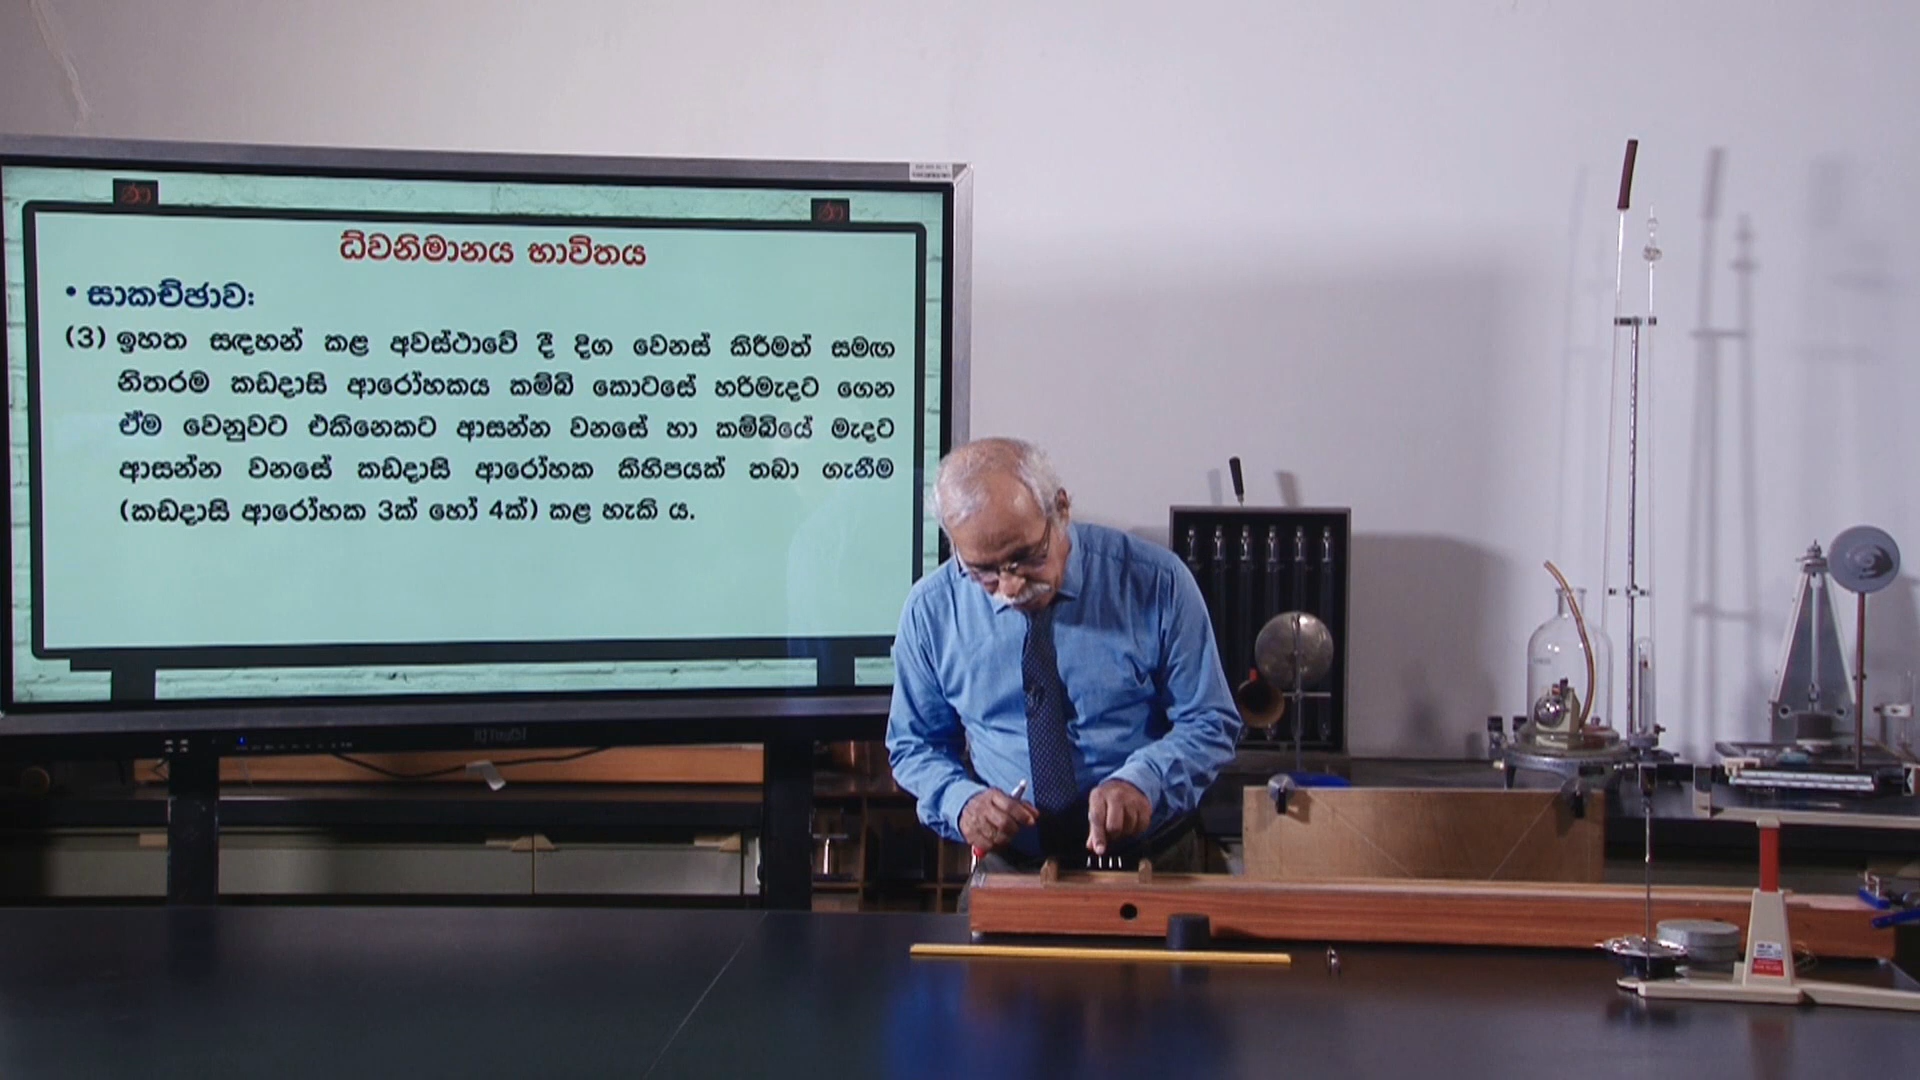 ධ්වනිමානය භාවිතය
• සාකච්ඡාව:
(3) ඉහත සඳහන් කළ අවස්ථාවේ දී දිග වෙනස් කිරීමත් සමඟ
නිතරම කඩදාසි ආරෝහකය කම්බි කොටසේ හරිමැදට ගෙන
ඒම වෙනුවට එකිනෙකට ආසන්න වනසේ හා කම්බියේ මැදට
ආසන්න වනසේ කඩදාසි ආරෝහක කිහිපයක් තබා ගැනීම
(කඩදාසි ආරෝහක 3ක් හෝ 4ක්) කළ හැකි ය.